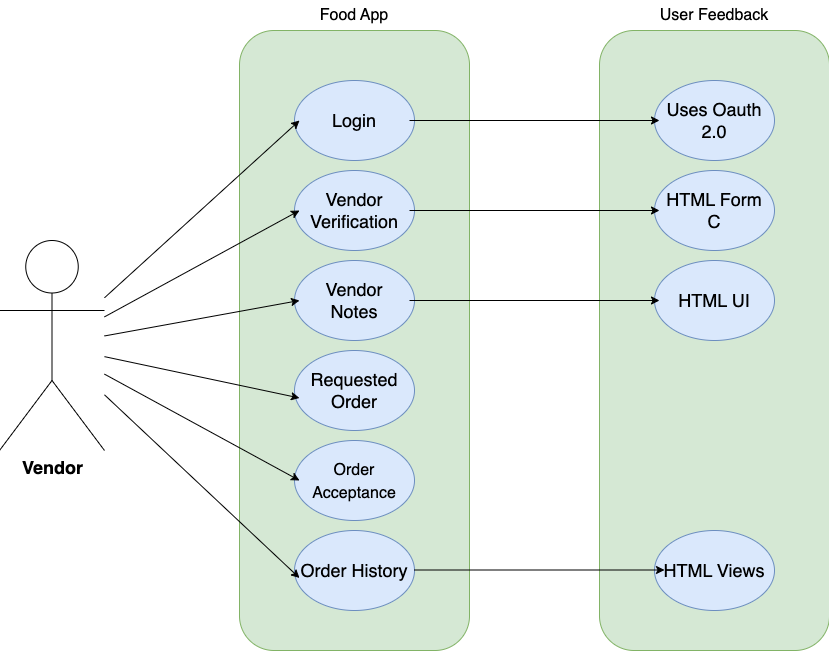 Food App
User Feedback
Login
Uses Oauth
2.0
Vendor
Verification
HTML Form
C
Vendor
Notes
HTML UI
Requested
Order
Vendor
Order
Acceptance
Order History
HTML Views